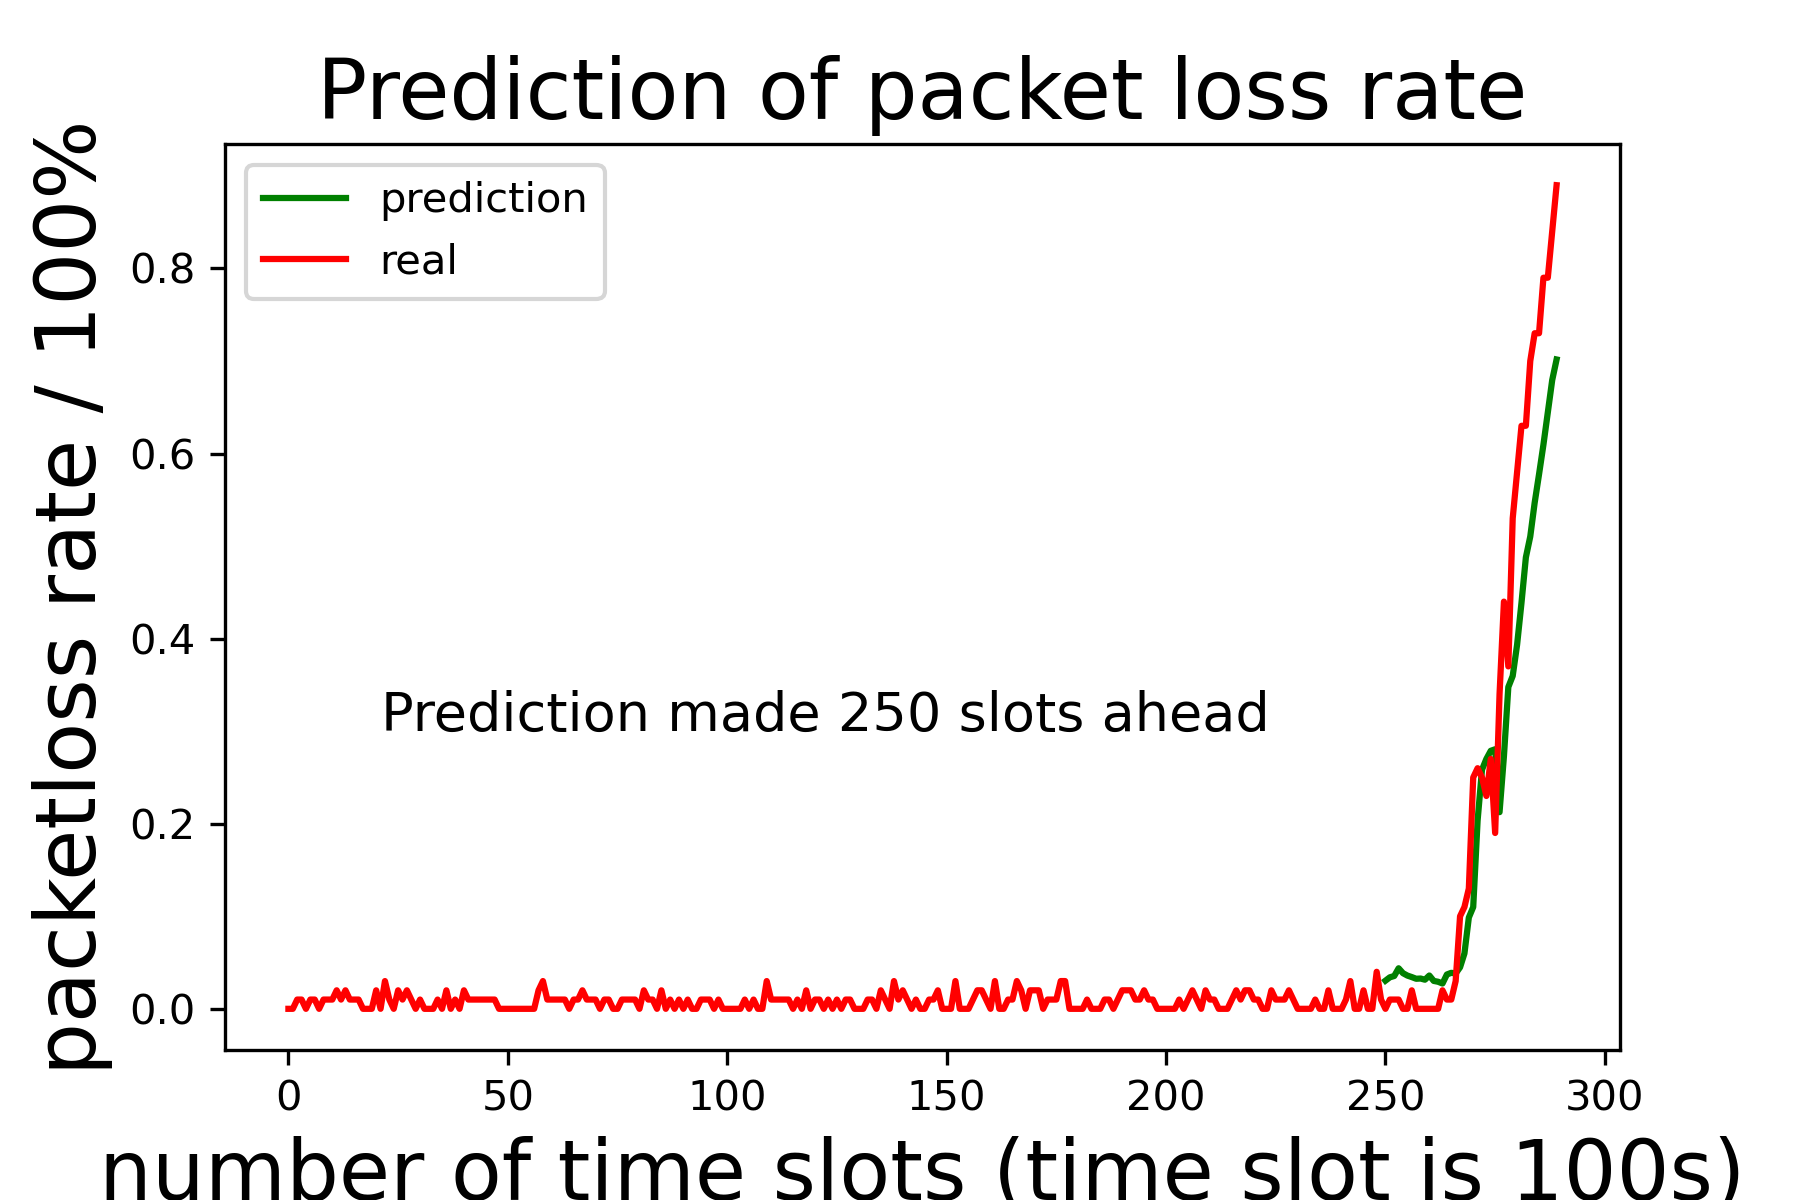 Prediction of packet loss rate
packetloss rate / 100%
prediction
real
0.8
0.6
0.4
0.2
0.0
Prediction made 250 slots ahead
0 50 100 150 200 250 300
number of time slots (time slot is 100s)